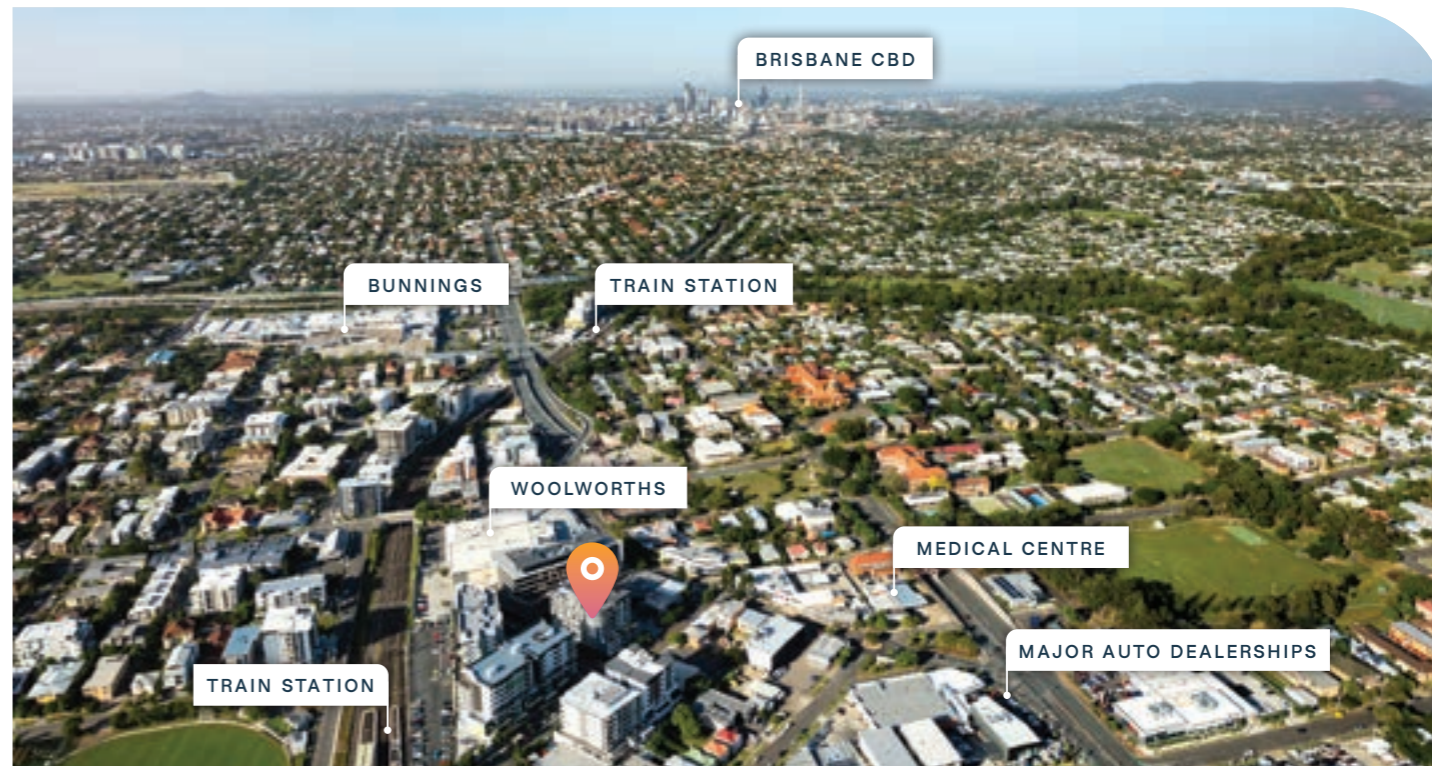 BRISBANE CBD
BUNNINGS
TRAIN STATION
WOOLWORTHS
MEDICAL CENTRE
MAJOR AUTO DEALERSHIPS
TRAIN STATION